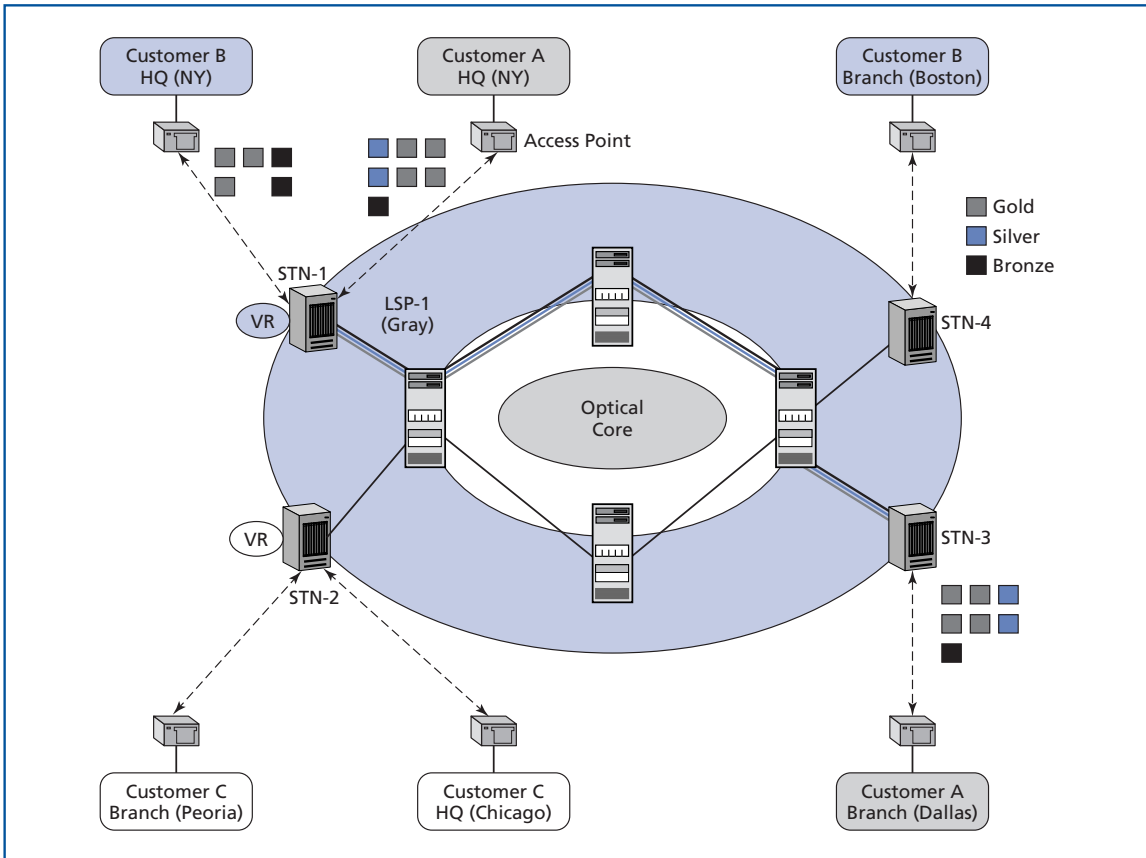 Customer B
HQ (NY)
Customer A
HQ (NY)
Customer B
Branch (Boston)
Access Point
Gold
Silver
Bronze
STN-1
LSP-1
(Gray)
VR
STN-4
Optical
Core
VR
STN-3
STN-2
Customer C
Branch (Peoria)
Customer C
HQ (Chicago)
Customer A
Branch (Dallas)